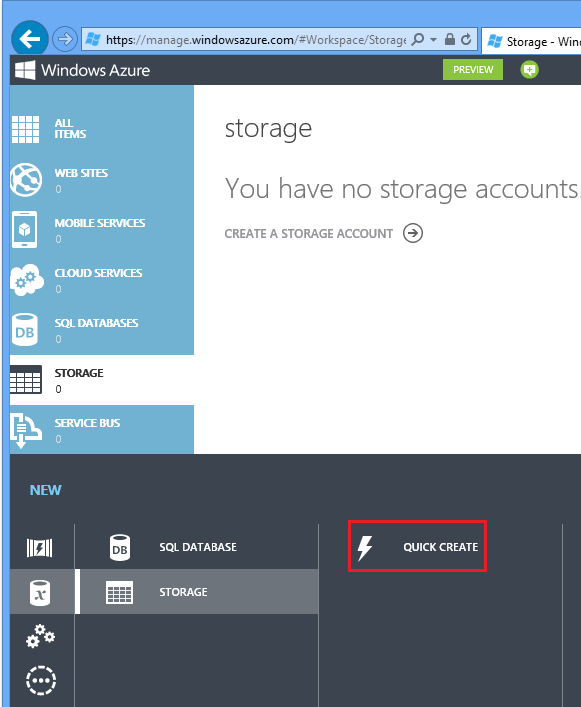 https://manage.windowsazure.com/#Workspace/Storage
Storage - Win
Windows Azure
PREVIEW
ALL
ITEMS
WEB SITES
0
MOBILE SERVICES
0
CLOUD SERVICES
0
DB
SQL DATABASES
0
STORAGE
0
SERVICE BUS
0
storage
You have no storage accounts.
CREATE A STORAGE ACCOUNT
NEW
DB
SQL DATABASE
QUICK CREATE
x
STORAGE